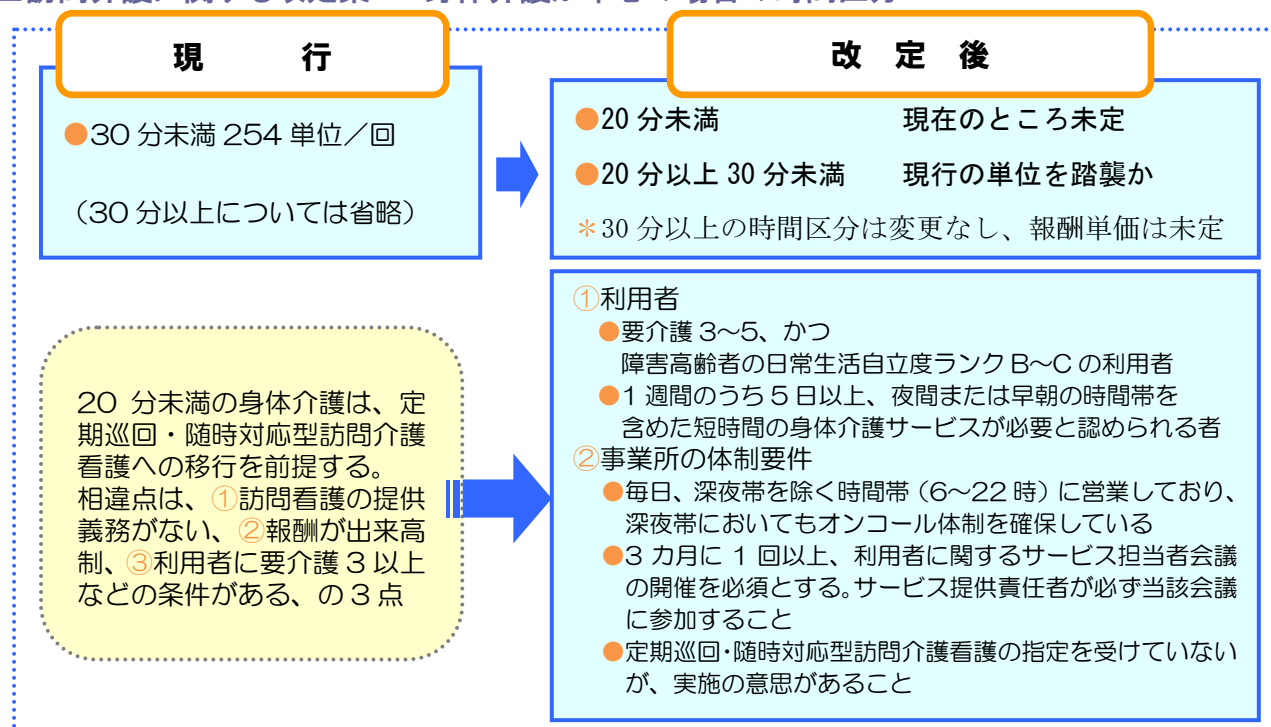 現 行
●30 分未満 254 単位／回
（30 分以上については省略）
改 定 後
●20 分未満 現在のところ未定
●20 分以上 30 分未満 現行の単位を踏襲か
＊30 分以上の時間区分は変更なし、報酬単価は未定
20 分未満の身体介護は、定
期巡回・随時対応型訪問介護
看護への移行を前提する。
相違点は、①訪問看護の提供
義務がない、②報酬が出来高
制、③利用者に要介護 3 以上
などの条件がある、の 3 点
①利用者
●要介護 3～5、かつ
障害高齢者の日常生活自立度ランク B～C の利用者
●1 週間のうち 5 日以上、夜間または早朝の時間帯を
含めた短時間の身体介護サービスが必要と認められる者
②事業所の体制要件
●毎日、深夜帯を除く時間帯（6～22 時）に営業しており、
深夜帯においてもオンコール体制を確保している
●3 カ月に 1 回以上、利用者に関するサービス担当者会議
の開催を必須とする。サービス提供責任者が必ず当該会議
に参加すること
●定期巡回・随時対応型訪問介護看護の指定を受けていない
が、実施の意思があること